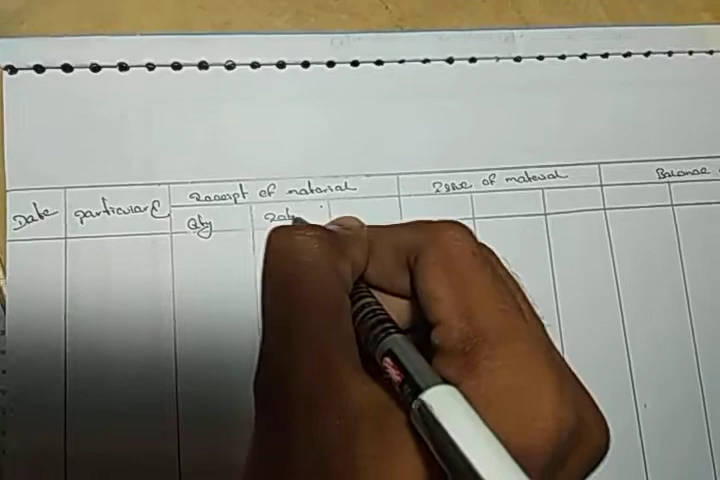 Receipt of material Issue of material Balance
Date particulars
Qty Rate